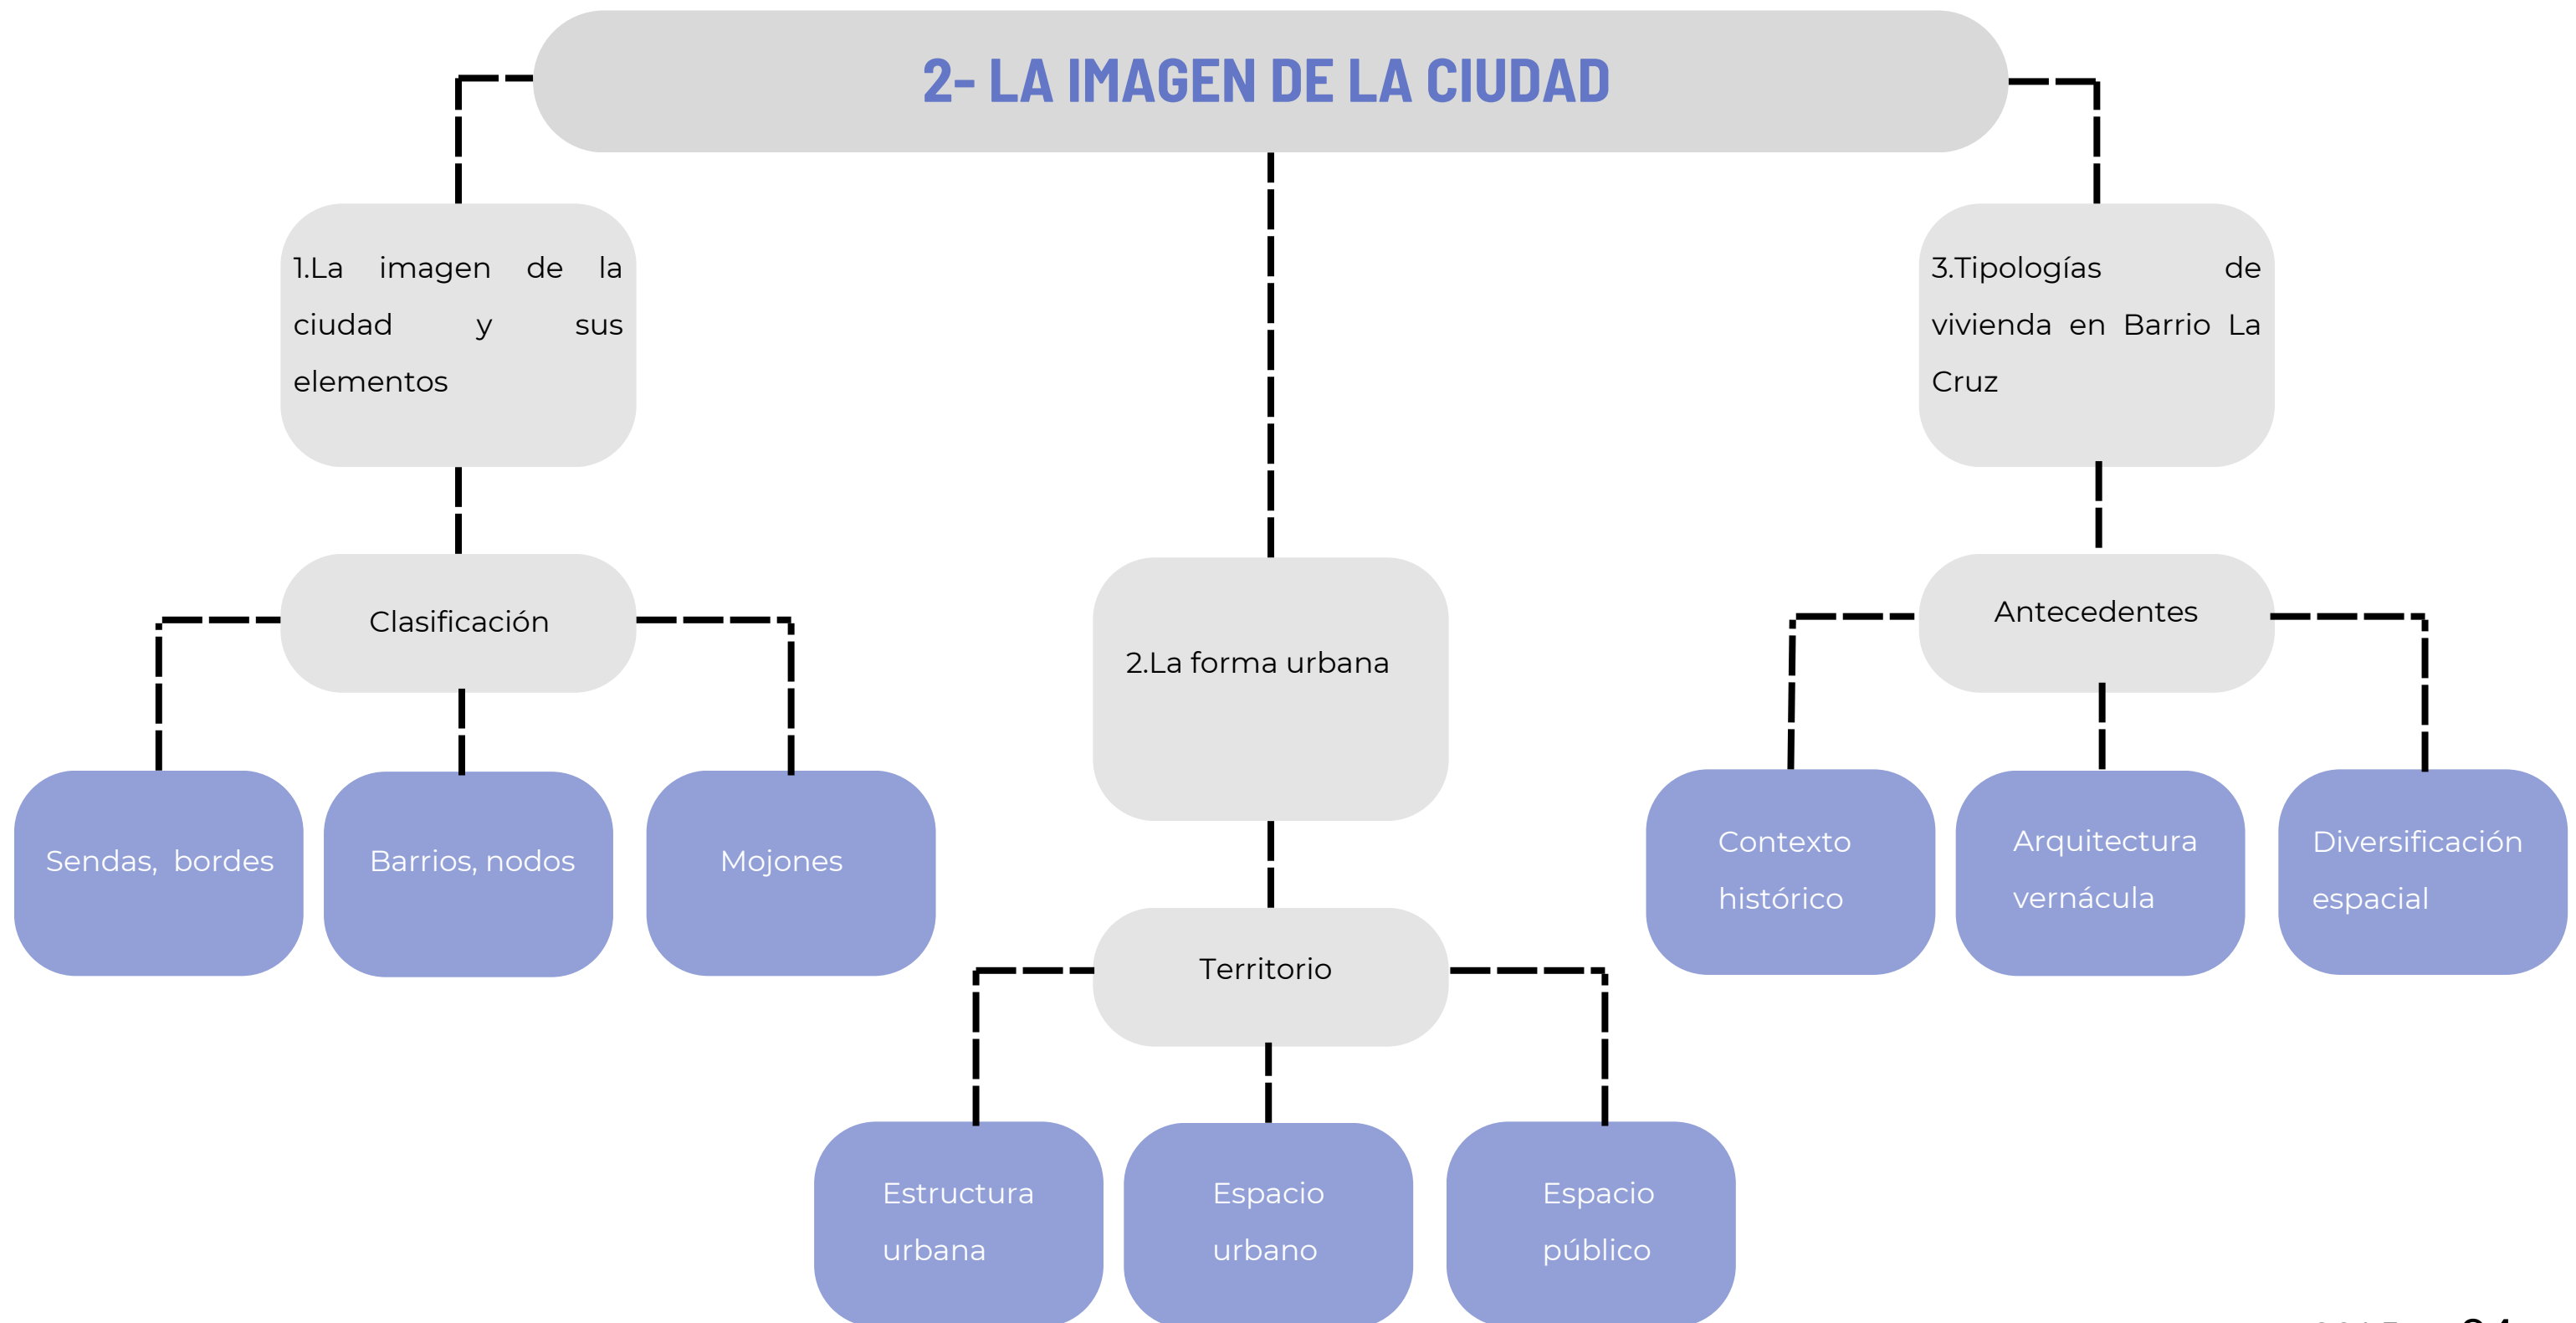 2- LA IMAGEN DE LA CIUDAD
1.La imagen de la
ciudad y sus
elementos
3.Tipologías de
vivienda en Barrio La
Cruz
Clasificación
2.La forma urbana
Antecedentes
Sendas, bordes
Barrios, nodos
Mojones
Contexto
histórico
Arquitectura
vernácula
Diversificación
espacial
Territorio
Estructura
urbana
Espacio
urbano
Espacio
público